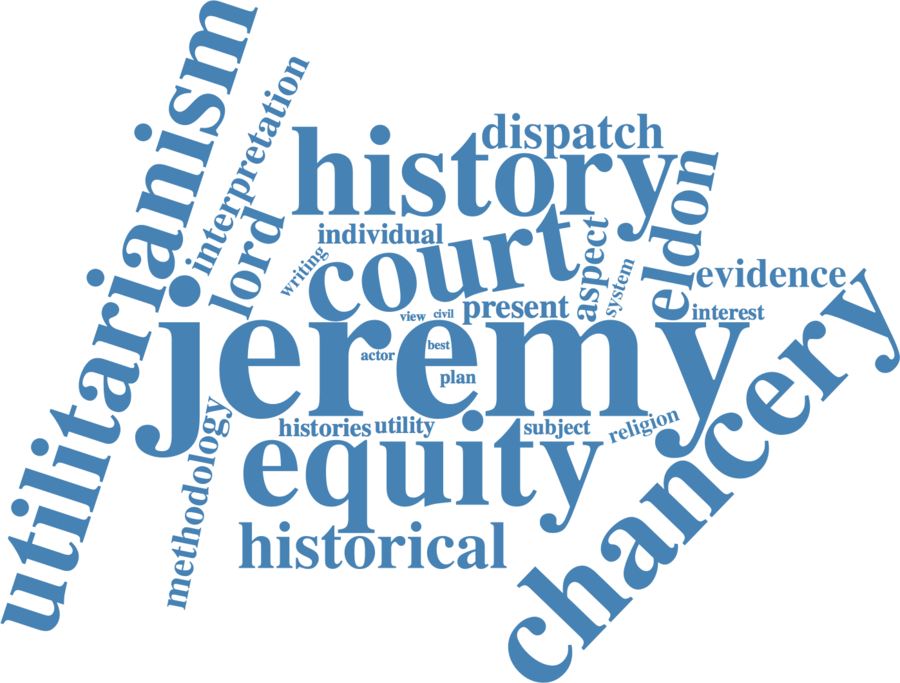 utilitarianism
interpretation
history
dispatch
lord
individual
court
eldon
aspect
writing
system
evidence
present
interest
view
civil
jeremy
best
actor
plan
chancery
methodology
histories
utility
subject
religion
equity
historical